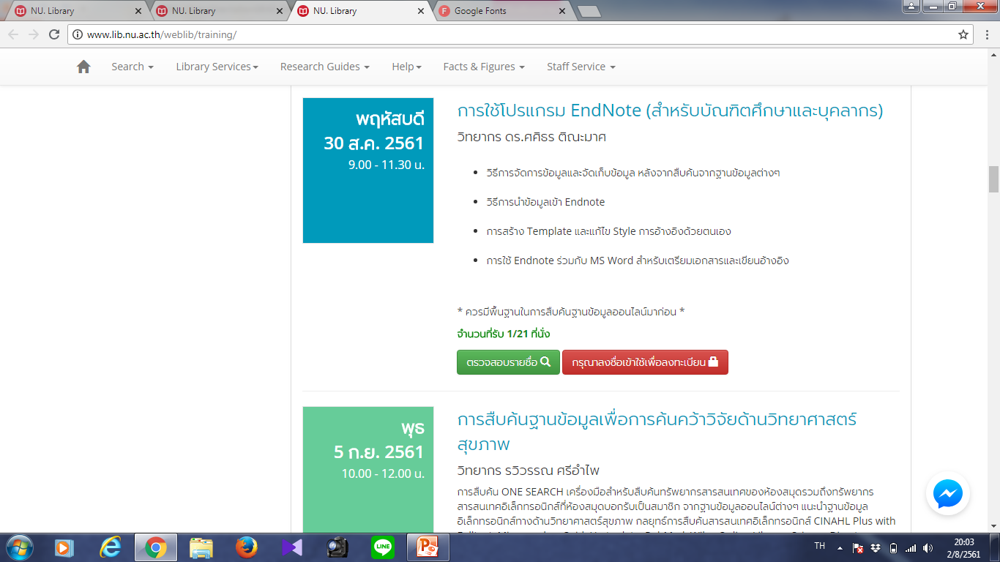 NU. Library
NU. Library
NU. Library
Google Fonts
www.lib.nu.ac.th/weblib/training/
Search
Library Services
Research Guides
Help
Facts & Figures
Staff Service
พฤหัสบดี
30 ส.ค. 2561
9.00 - 11.30 น.
การใช้โปรแกรม EndNote (สำหรับบัณฑิตศึกษาและบุคลากร)
วิทยากร ดร.ศศิธร ติณะมาศ
วิธีการจัดการข้อมูลและจัดเก็บข้อมูล หลังจากสืบค้นจากฐานข้อมูลต่างๆ
วิธีการนำข้อมูลเข้า Endnote
การสร้าง Template และแก้ไข Style การอ้างอิงด้วยตนเอง
การใช้ Endnote ร่วมกับ MS Word สำหรับเตรียมเอกสารและเขียนอ้างอิง
* ควรมีพื้นฐานในการสืบค้นฐานข้อมูลออนไลน์มาก่อน *
จำนวนที่รับ 1/21 ที่นั่ง
ตรวจสอบรายชื่อ
กรุณาลงชื่อเข้าใช้เพื่อลงทะเบียน
พุธ
5 ก.ย. 2561
10.00 - 12.00 น.
การสืบค้นฐานข้อมูลเพื่อการค้นคว้าวิจัยด้านวิทยาศาสตร์
สุขภาพ
วิทยากร รวิวรรณ ศรีอำไพ
การสืบค้น ONE SEARCH เครื่องมือสำหรับสืบค้นทรัพยากรสารสนเทศของห้องสมุดรวมถึงทรัพยากร
สารสนเทศอิเล็กทรอนิกส์ที่ห้องสมุดบอกรับเป็นสมาชิก จากฐานข้อมูลออนไลน์ต่างๆ แนะนำฐานข้อมูล
อิเล็กทรอนิกส์ทางด้านวิทยาศาสตร์สุขภาพ กลยุทธ์การสืบค้นสารสนเทศอิเล็กทรอนิกส์ CINAHL Plus with
TH
20:03
2/8/2561
LINE